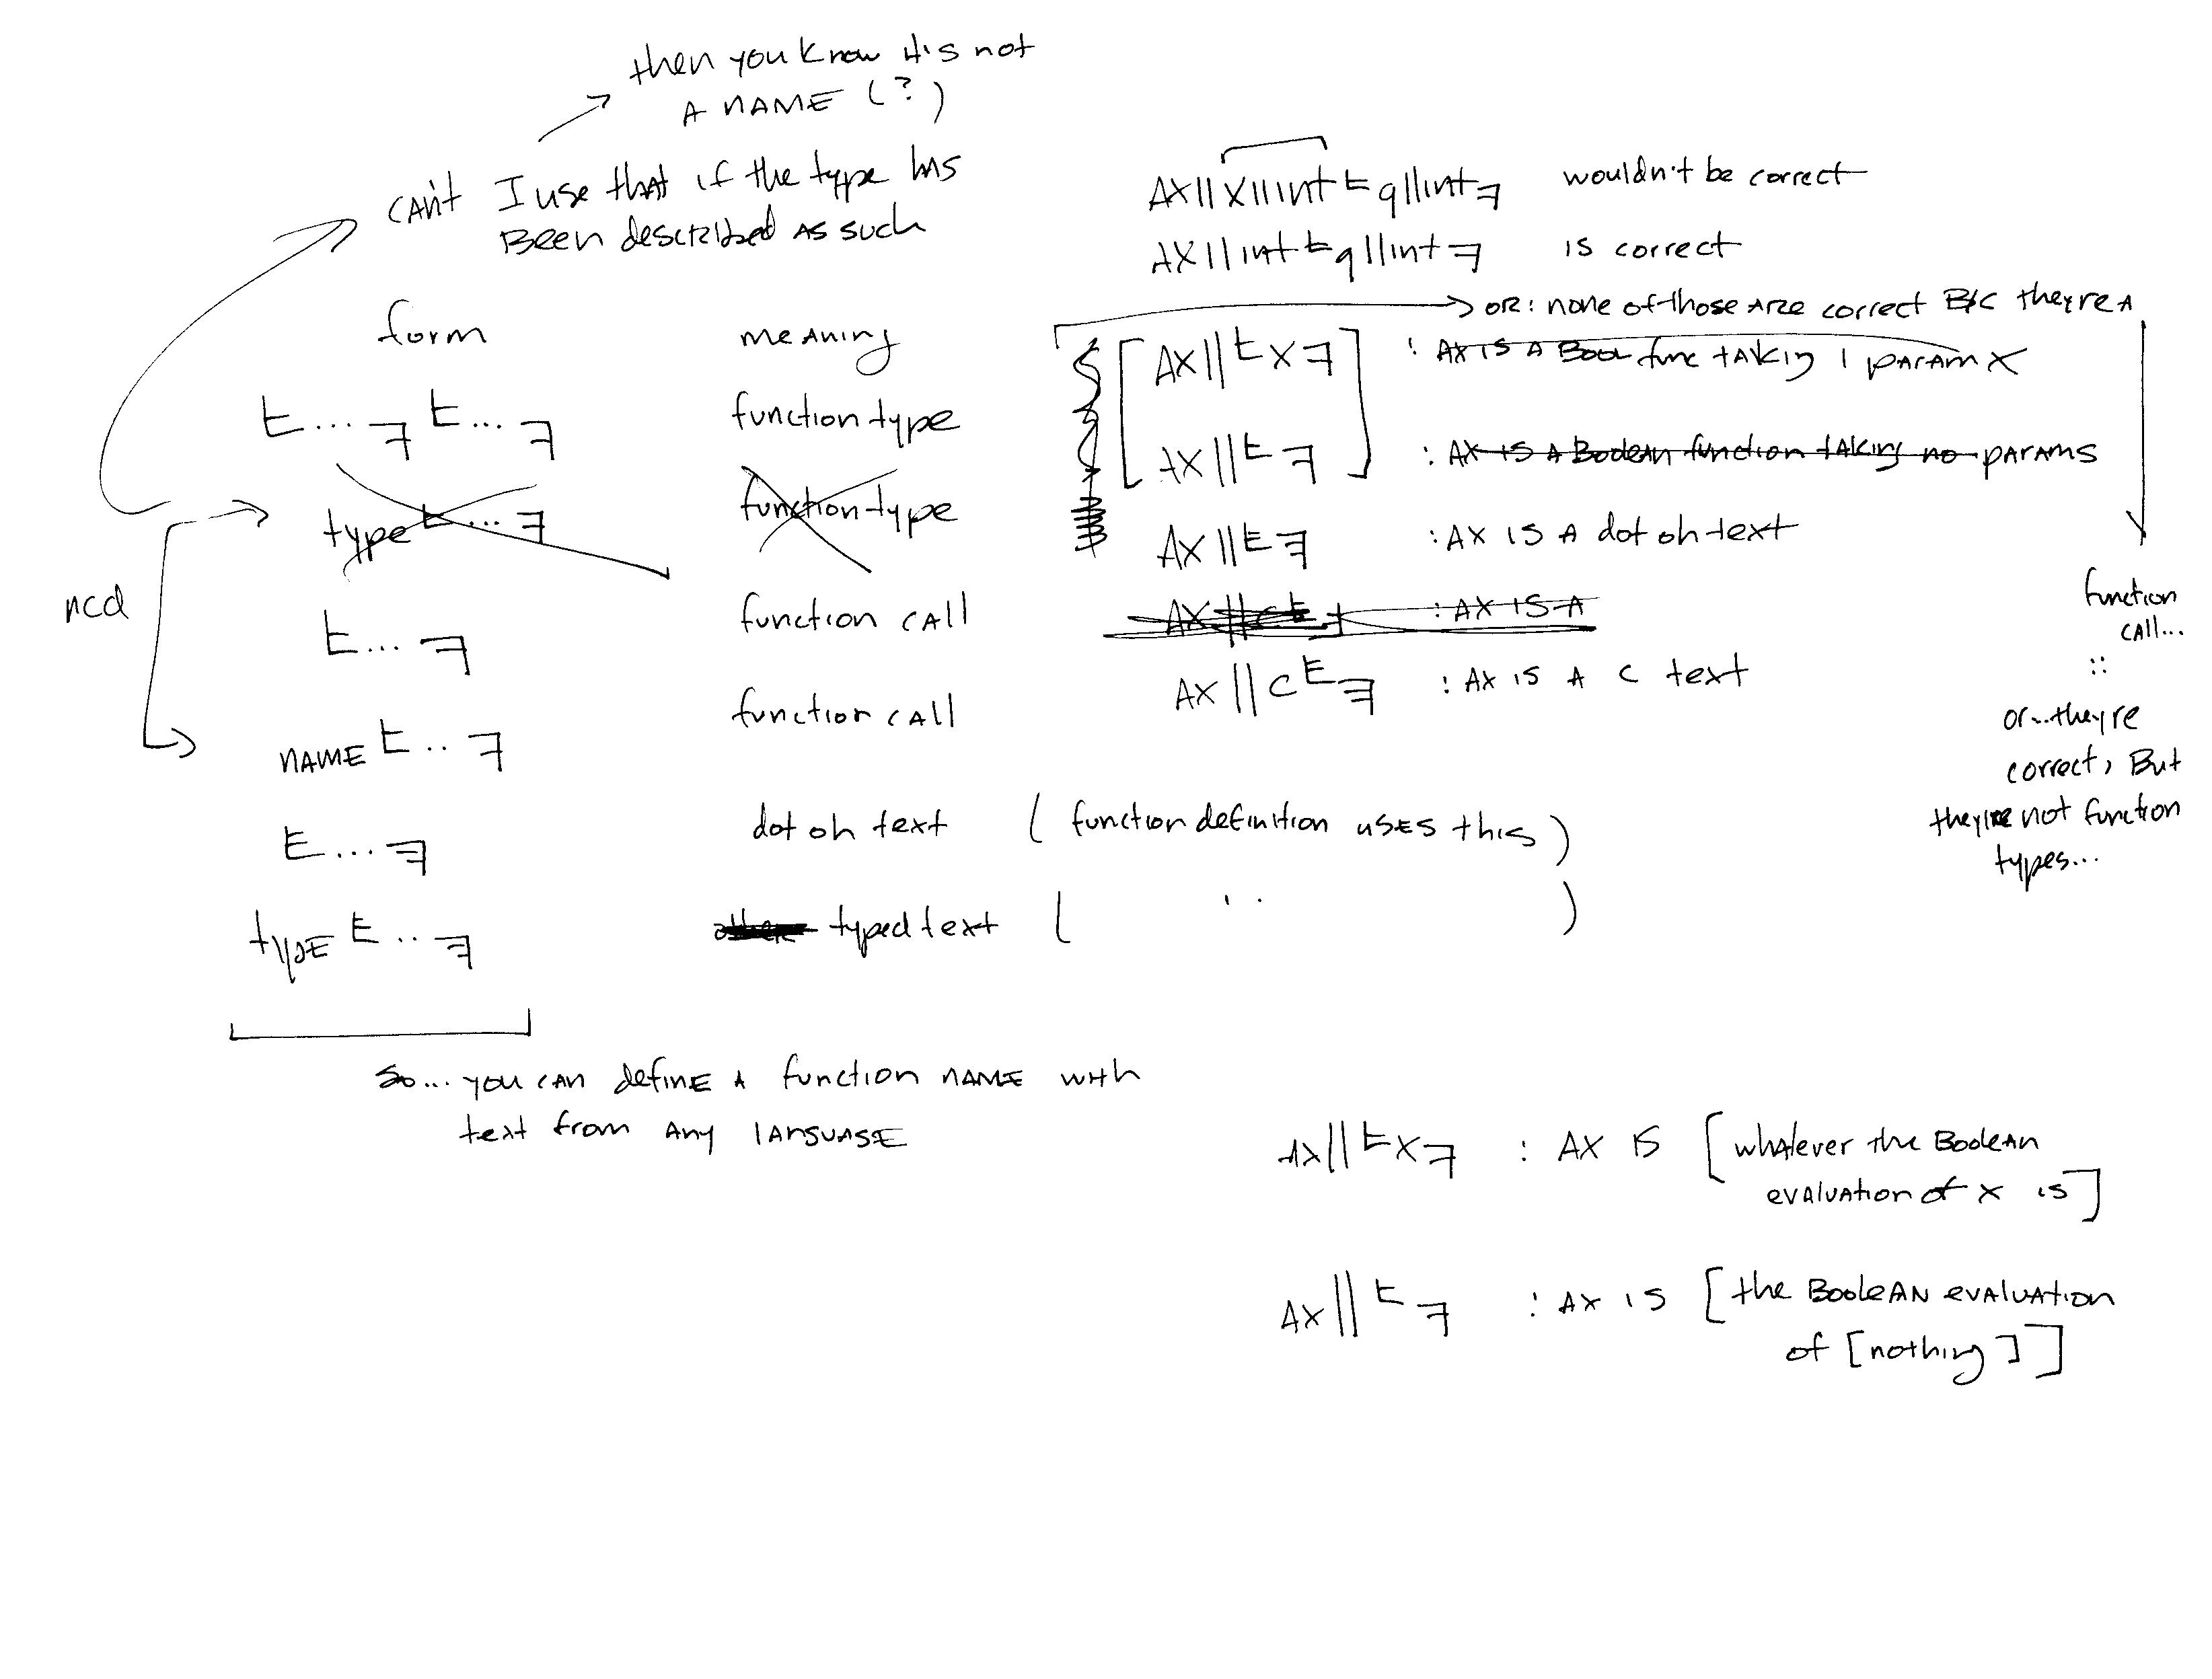 then you know it's not
A NAME (?)
can't I use that if the type has
Been described as such
form
meaning
E... ꟻ E... ꟻ
function type
type E... ꟻ
function type
ncd
E... ꟻ
function call
NAME E.. ꟻ
function call
E... ꟻ
dot oh text ( function definition uses this )
TYPE E.. ꟻ
typed text ( '' )
So... you can define A function NAME with
text from Any language
AX||X||int E q||int ꟻ wouldn't be correct
AX||int E q||int ꟻ is correct
OR: none of those are correct B/C they're A
[AX|| E X ꟻ : AX IS A Bool func taking 1 param X
AX|| E ꟻ] : AX IS A Boolean function taking no params
AX|| E ꟻ : AX IS A dot oh text
AX||C E ꟻ : AX IS A
AX||C E ꟻ : AX IS A C text
function
call...
::
or...they're
correct, But
they're not function
types...
AX|| E X ꟻ : AX IS [whatever the Boolean
evaluation of x is]
AX|| E ꟻ : AX IS [the Boolean evaluation
of [nothing]]